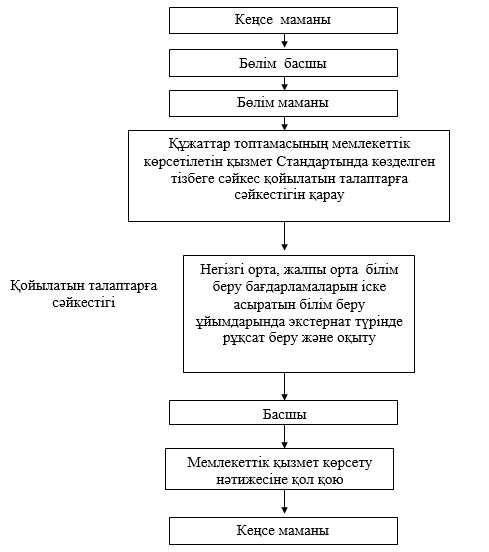 Кеңсе маманы
Бөлім басшы
Бөлім маманы
Құжаттар топтамасының мемлекеттік
көрсетілетін қызмет Стандартында көзделген
тізбеге сәйкес қойылатын талаптарға
сәйкестігін қарау
Қойылатын талаптарға
сәйкестігі
Негізгі орта, жалпы орта білім
беру бағдарламаларын іске
асыратын білім беру
ұйымдарында экстернат түрінде
рұқсат беру және оқыту
Басшы
Мемлекеттік қызмет көрсету
нәтижесіне қол қою
Кеңсе маманы